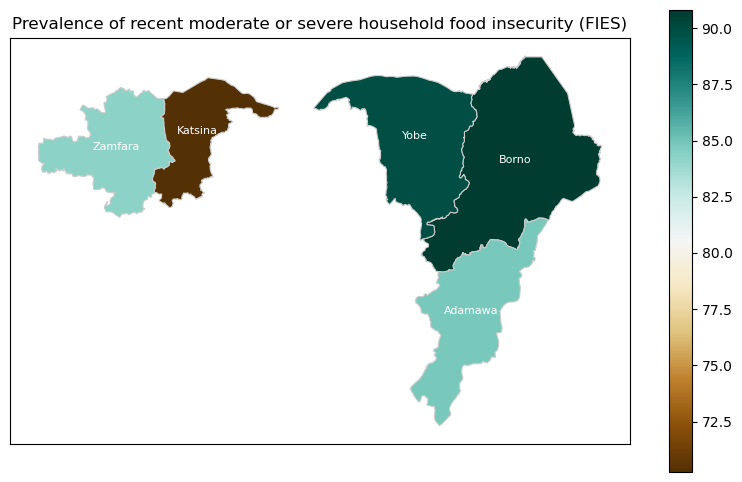 Prevalence of recent moderate or severe household food insecurity (FIES)
Zamfara
Katsina
Yobe
Borno
Adamawa
90.0
87.5
85.0
82.5
80.0
77.5
75.0
72.5